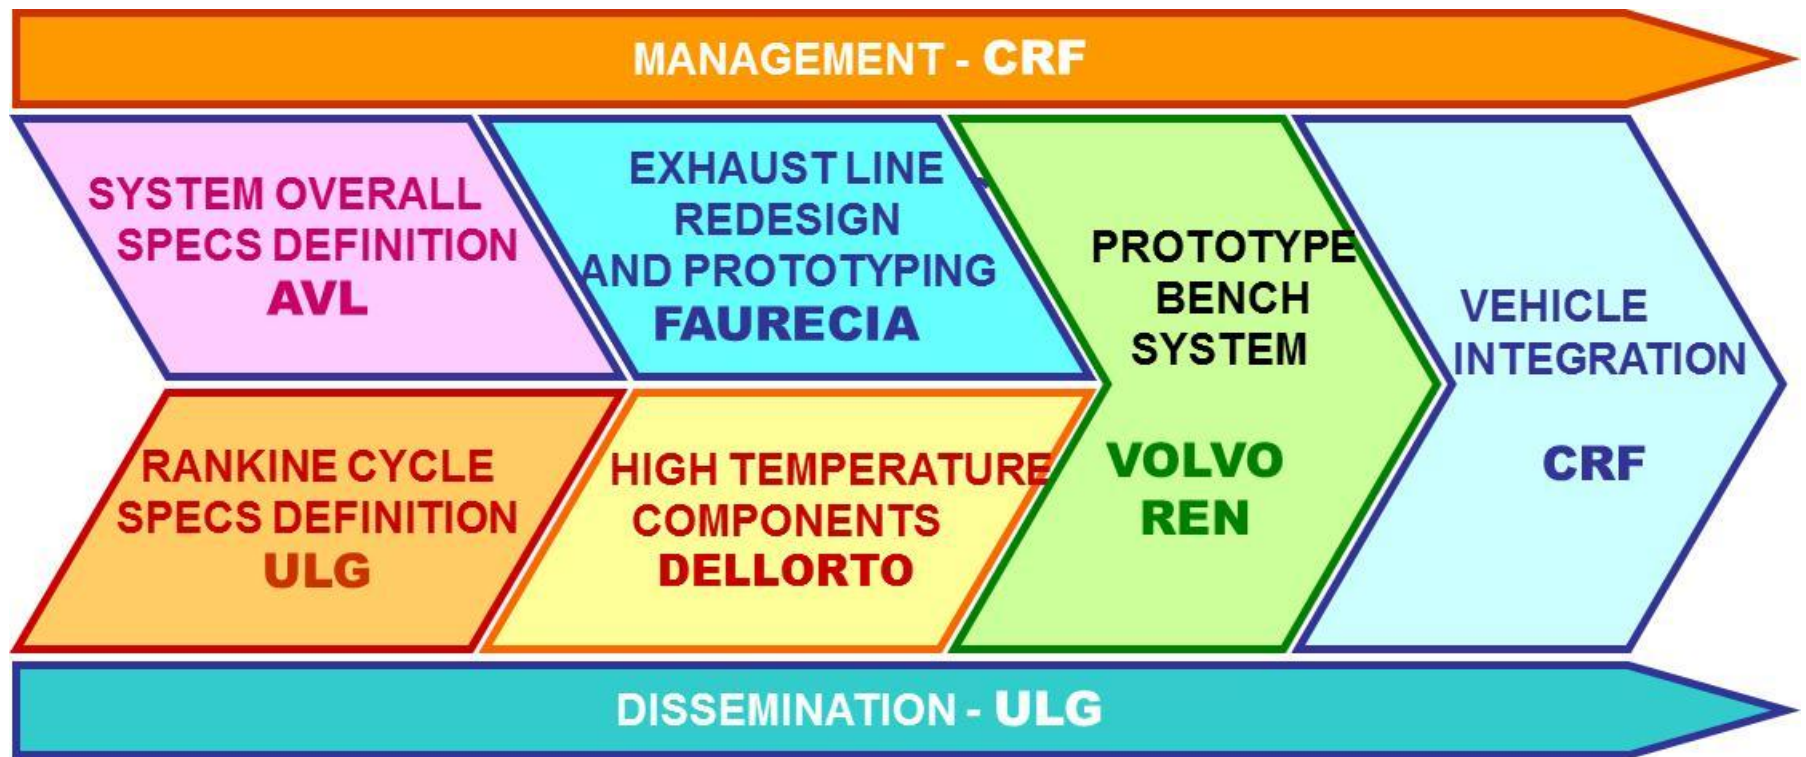 MANAGEMENT - CRF
SYSTEM OVERALL
SPECS DEFINITION
AVL
EXHAUST LINE
REDESIGN
AND PROTOTYPING
FAURECIA
RANKINE CYCLE
SPECS DEFINITION
ULG
HIGH TEMPERATURE
COMPONENTS
DELLORTO
PROTOTYPE
BENCH
SYSTEM
VOLVO
REN
VEHICLE
INTEGRATION
CRF
DISSEMINATION - ULG